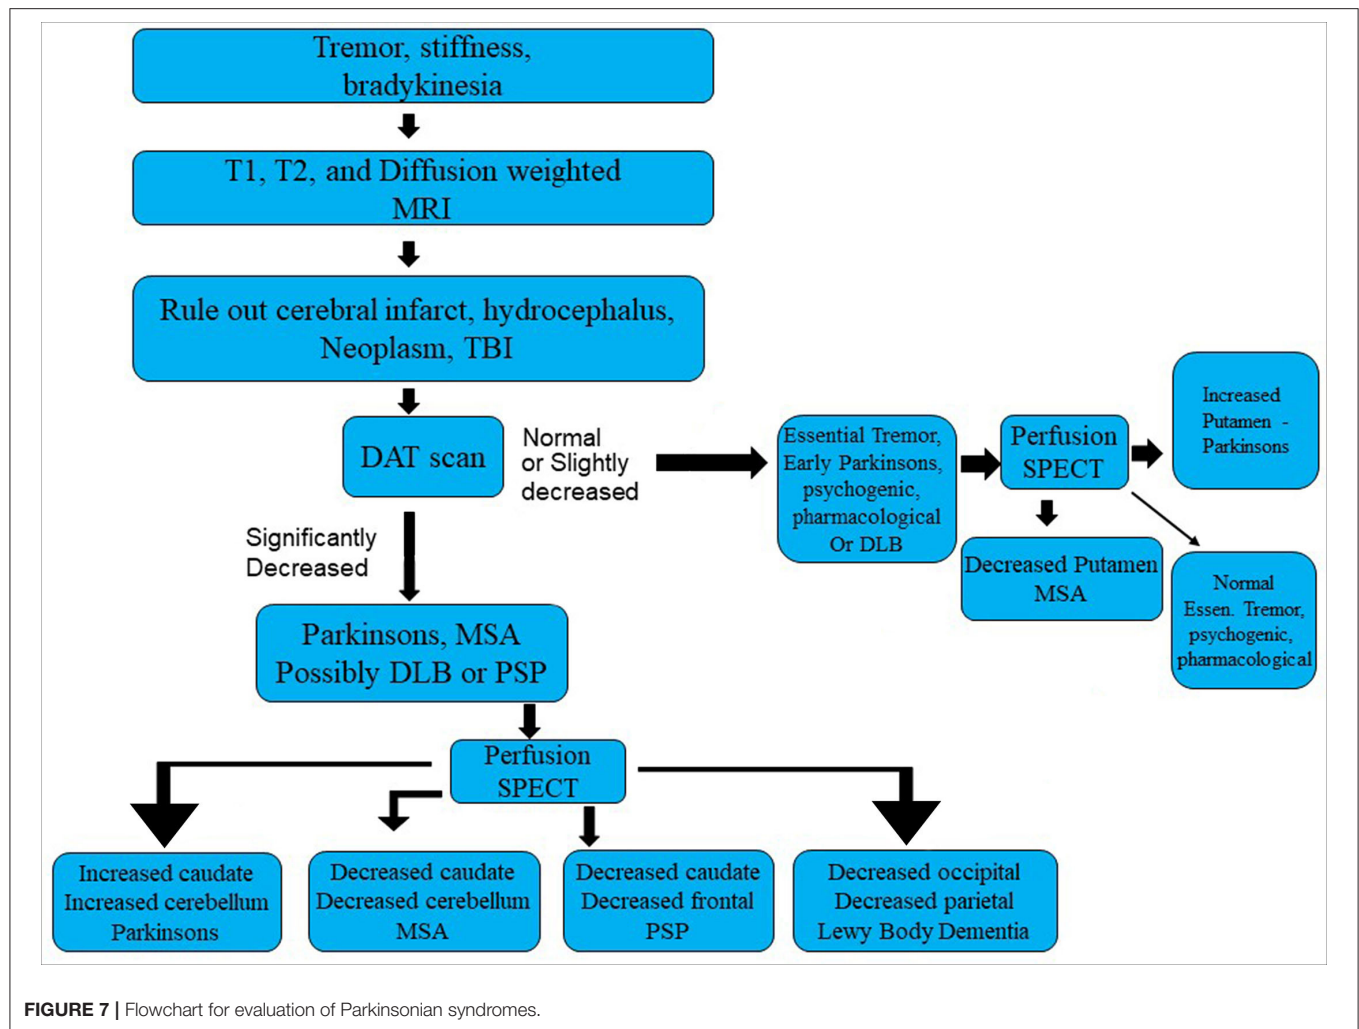 Tremor, stiffness,
bradykinesia
T1, T2, and Diffusion weighted
MRI
Rule out cerebral infarct, hydrocephalus,
Neoplasm, TBI
DAT scan
Normal
or Slightly
decreased
Essential Tremor,
Early Parkinsons,
psychogenic,
pharmacological
Or DLB
Perfusion
SPECT
Increased
Putamen -
Parkinsons
Decreased Putamen
MSA
Normal
Essen. Tremor,
psychogenic,
pharmacological
Significantly
Decreased
Parkinsons, MSA
Possibly DLB or PSP
Perfusion
SPECT
Increased caudate
Increased cerebellum
Parkinsons
Decreased caudate
Decreased cerebellum
MSA
Decreased caudate
Decreased frontal
PSP
Decreased occipital
Decreased parietal
Lewy Body Dementia
FIGURE 7 | Flowchart for evaluation of Parkinsonian syndromes.